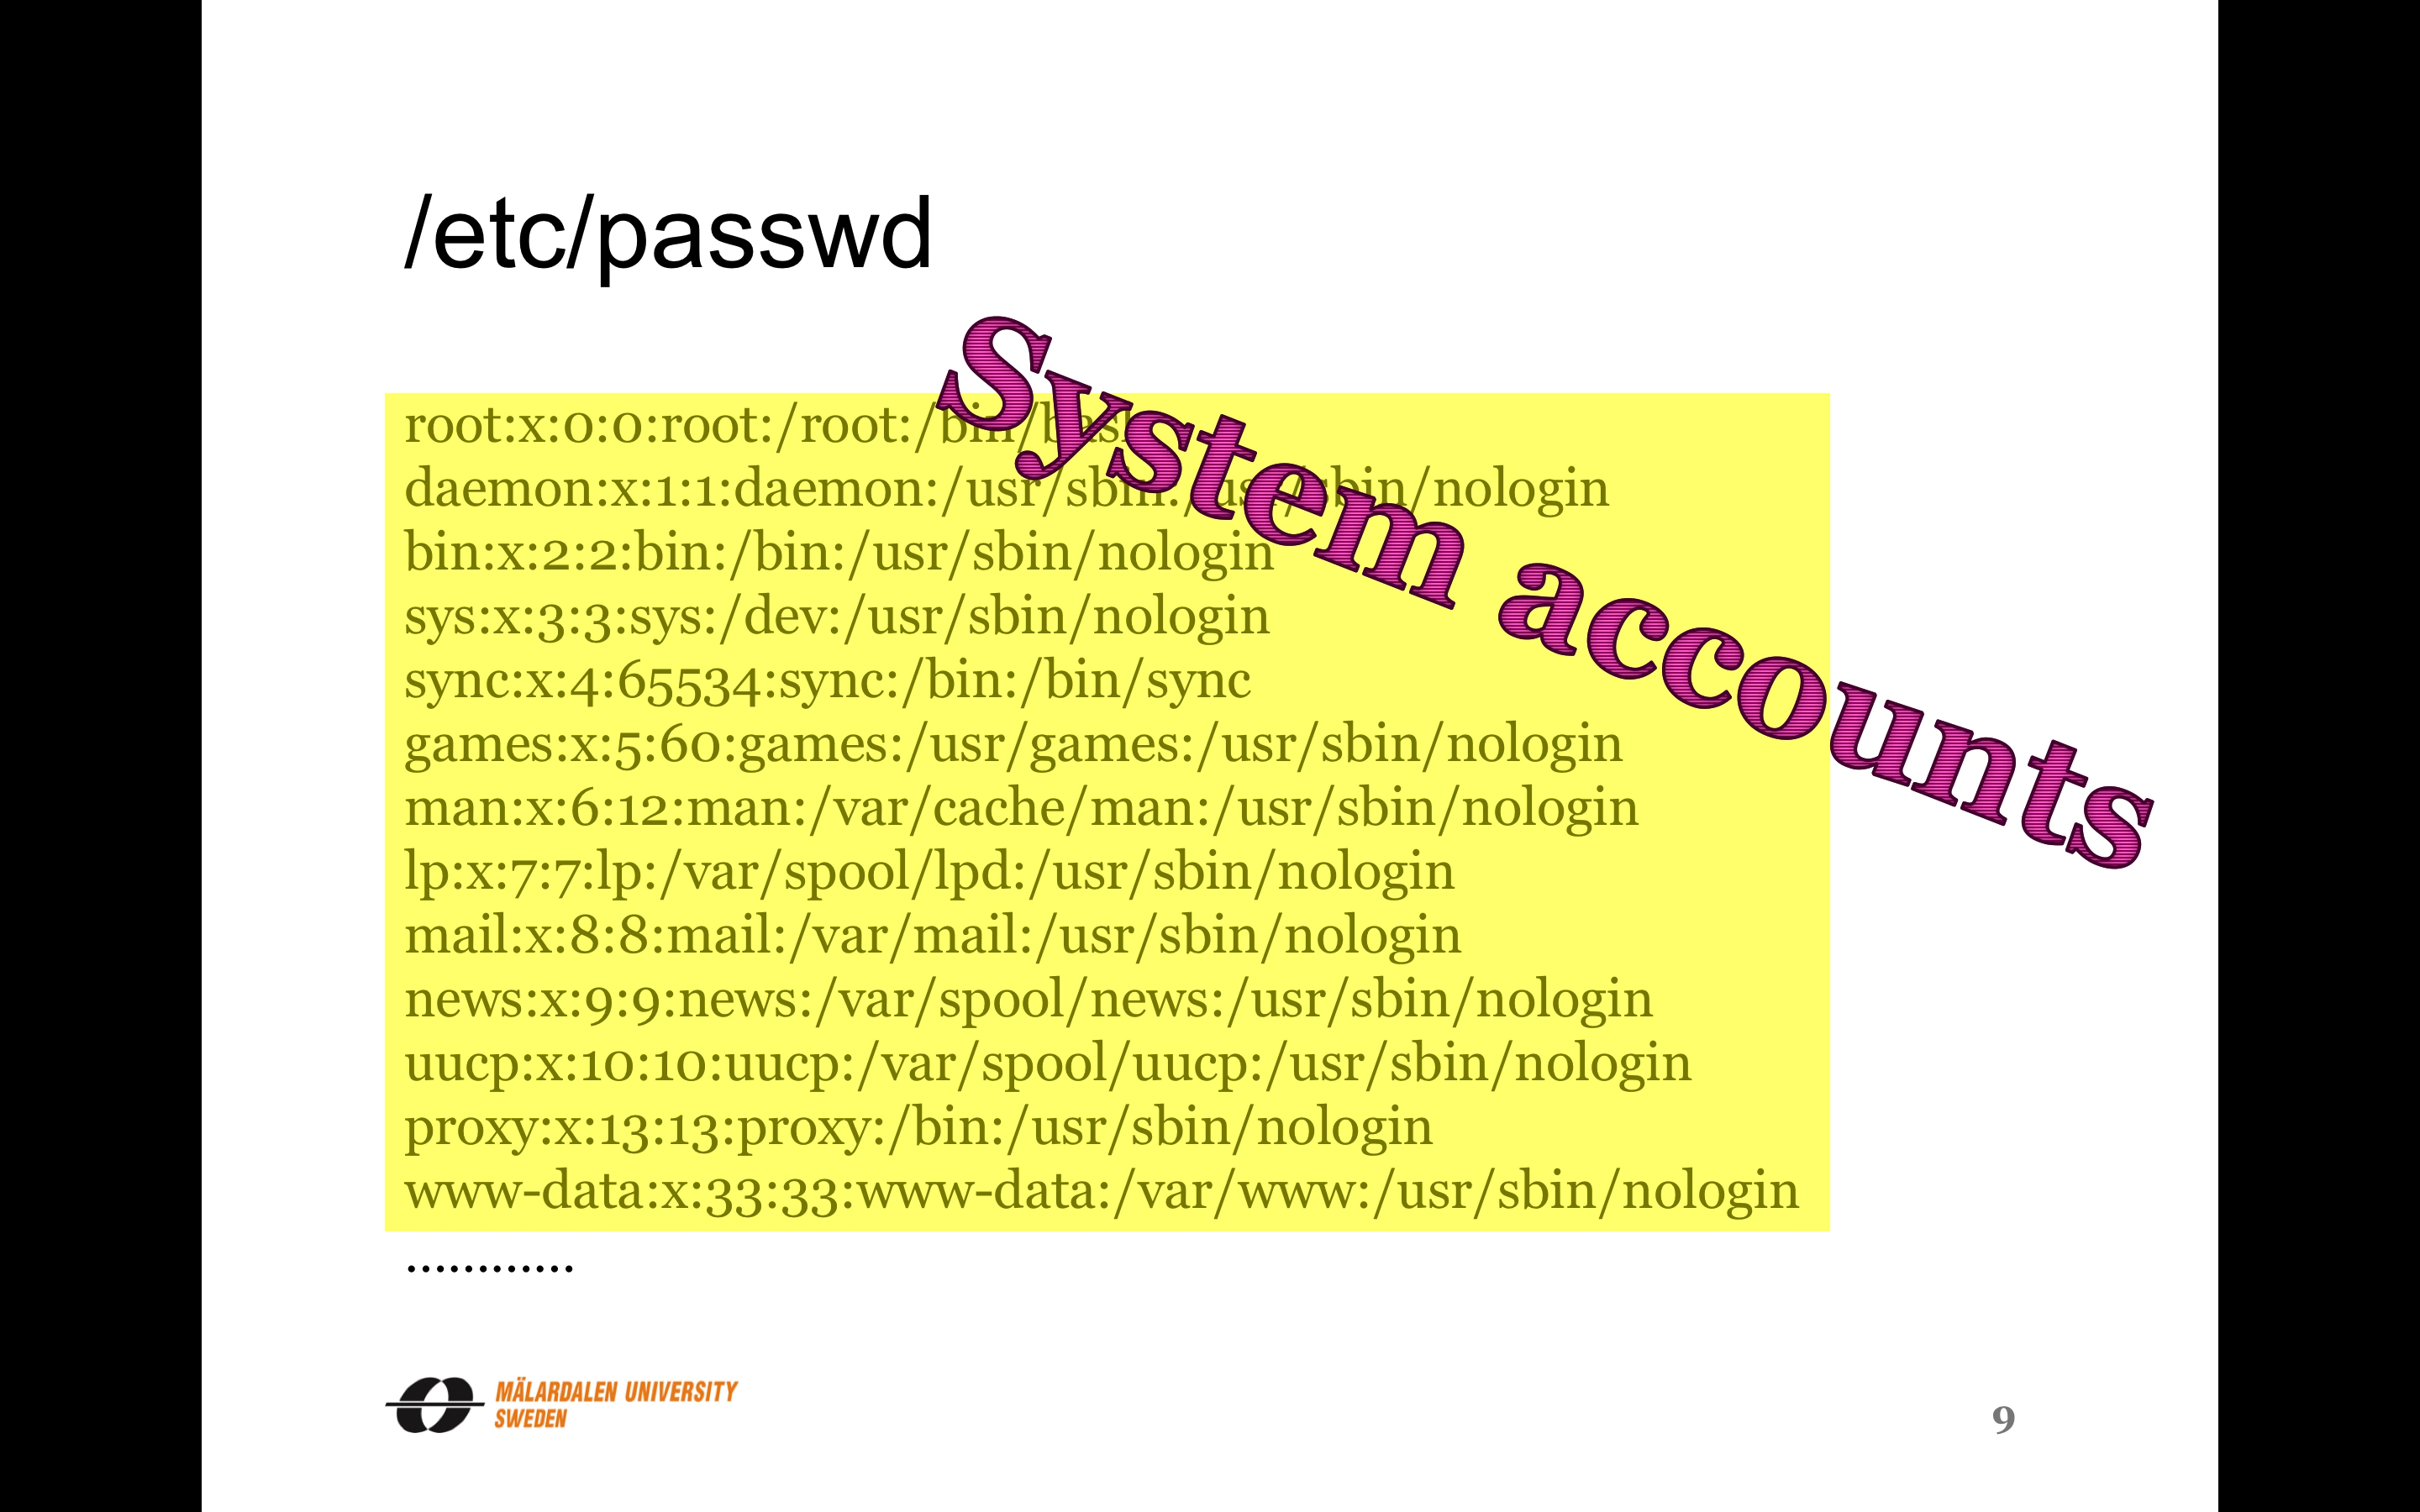 /etc/passwd
System accounts
root:x:0:0:root:/root:/bin/bash
daemon:x:1:1:daemon:/usr/sbin:/usr/sbin/nologin
bin:x:2:2:bin:/bin:/usr/sbin/nologin
sys:x:3:3:sys:/dev:/usr/sbin/nologin
sync:x:4:65534:sync:/bin:/bin/sync
games:x:5:60:games:/usr/games:/usr/sbin/nologin
man:x:6:12:man:/var/cache/man:/usr/sbin/nologin
lp:x:7:7:lp:/var/spool/lpd:/usr/sbin/nologin
mail:x:8:8:mail:/var/mail:/usr/sbin/nologin
news:x:9:9:news:/var/spool/news:/usr/sbin/nologin
uucp:x:10:10:uucp:/var/spool/uucp:/usr/sbin/nologin
proxy:x:13:13:proxy:/bin:/usr/sbin/nologin
www-data:x:33:33:www-data:/var/www:/usr/sbin/nologin
............
MÄLARDALEN UNIVERSITY
SWEDEN
9